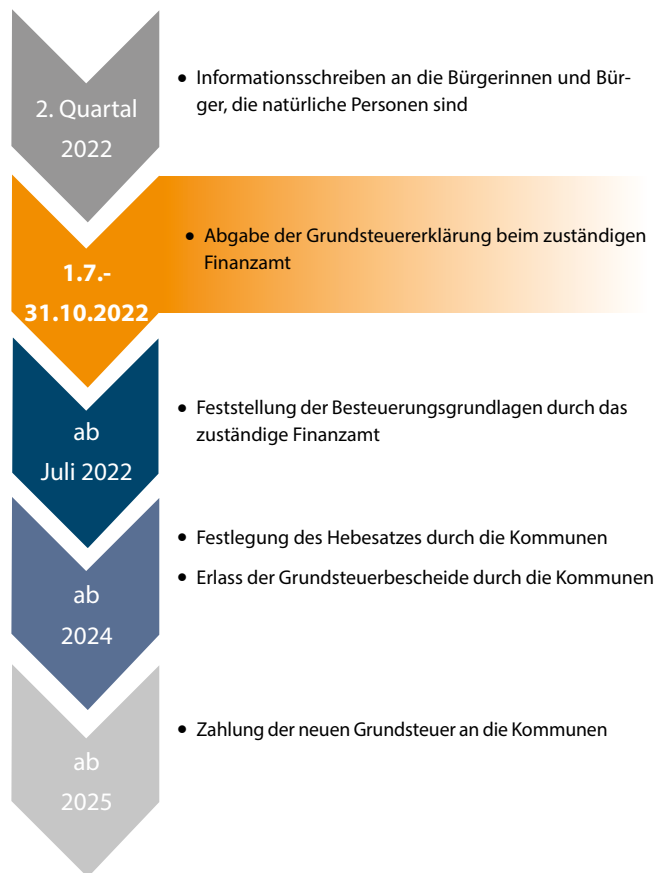 2. Quartal
2022
• Informationsschreiben an die Bürgerinnen und Bür-
ger, die natürliche Personen sind
1.7.-
31.10.2022
• Abgabe der Grundsteuererklärung beim zuständigen
Finanzamt
ab
Juli 2022
• Feststellung der Besteuerungsgrundlagen durch das
zuständige Finanzamt
ab
2024
• Festlegung des Hebesatzes durch die Kommunen
• Erlass der Grundsteuerbescheide durch die Kommunen
ab
2025
• Zahlung der neuen Grundsteuer an die Kommunen